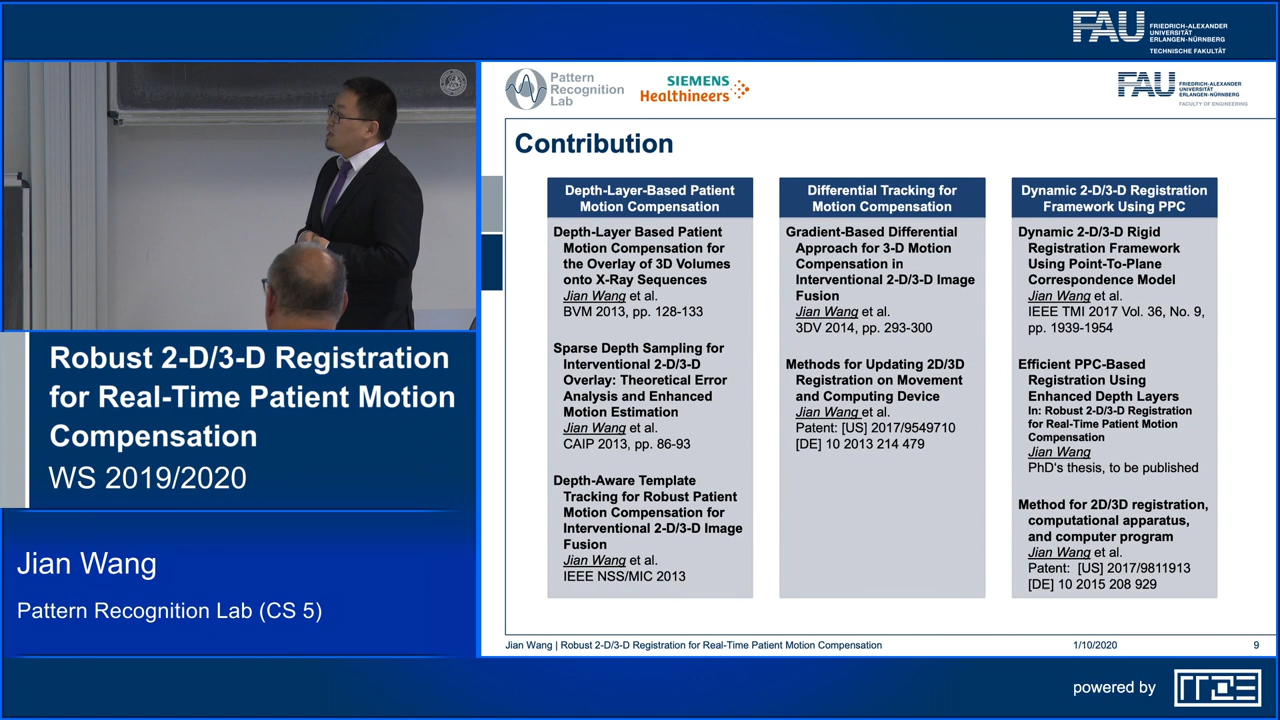 FAU
FRIEDRICH-ALEXANDER
UNIVERSITÄT
ERLANGEN-NÜRNBERG
TECHNISCHE FAKULTÄT
Pattern
Recognition
Lab
SIEMENS
Healthineers
FAU
FRIEDRICH-ALEXANDER
UNIVERSITÄT
ERLANGEN-NÜRNBERG
FACULTY OF ENGINEERING
Contribution
Depth-Layer-Based Patient
Motion Compensation
Depth-Layer Based Patient
Motion Compensation for
the Overlay of 3D Volumes
onto X-Ray Sequences
Jian Wang et al.
BVM 2013, pp. 128-133
Sparse Depth Sampling for
Interventional 2-D/3-D
Overlay: Theoretical Error
Analysis and Enhanced
Motion Estimation
Jian Wang et al.
CAIP 2013, pp. 86-93
Depth-Aware Template
Tracking for Robust Patient
Motion Compensation for
Interventional 2-D/3-D Image
Fusion
Jian Wang et al.
IEEE NSS/MIC 2013
Differential Tracking for
Motion Compensation
Gradient-Based Differential
Approach for 3-D Motion
Compensation in
Interventional 2-D/3-D Image
Fusion
Jian Wang et al.
3DV 2014, pp. 293-300
Methods for Updating 2D/3D
Registration on Movement
and Computing Device
Jian Wang et al.
Patent: [US] 2017/9549710
[DE] 10 2013 214 479
Dynamic 2-D/3-D Registration
Framework Using PPC
Dynamic 2-D/3-D Rigid
Registration Framework
Using Point-To-Plane
Correspondence Model
Jian Wang et al.
IEEE TMI 2017 Vol. 36, No. 9,
pp. 1939-1954
Efficient PPC-Based
Registration Using
Enhanced Depth Layers
In: Robust 2-D/3-D Registration
for Real-Time Patient Motion
Compensation
Jian Wang
PhD's thesis, to be published
Method for 2D/3D registration,
computational apparatus,
and computer program
Jian Wang et al.
Patent: [US] 2017/9811913
[DE] 10 2015 208 929
Jian Wang | Robust 2-D/3-D Registration for Real-Time Patient Motion Compensation
1/10/2020
9
Robust 2-D/3-D Registration
for Real-Time Patient Motion
Compensation
WS 2019/2020
Jian Wang
Pattern Recognition Lab (CS 5)
powered by